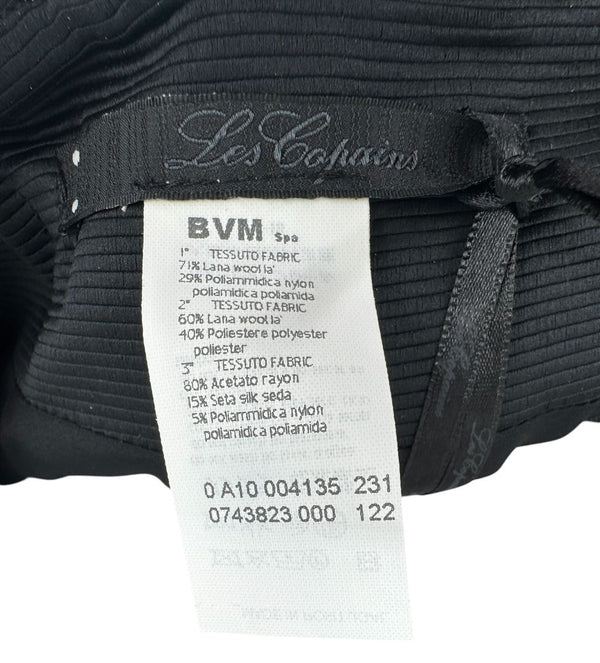 Les Copains
BVM Spa
1° TESSUTO FABRIC
71% Lana wool la'
29% Poliammidica nylon
poliamidica poliamida
2° TESSUTO FABRIC
60% Lana wool la'
40% Poliestere polyester
poliester
3° TESSUTO FABRIC
80% Acetato rayon
15% Seta silk seda
5% Poliammidica nylon
poliamidica poliamida
0 A10 004135 231
0743823 000 122